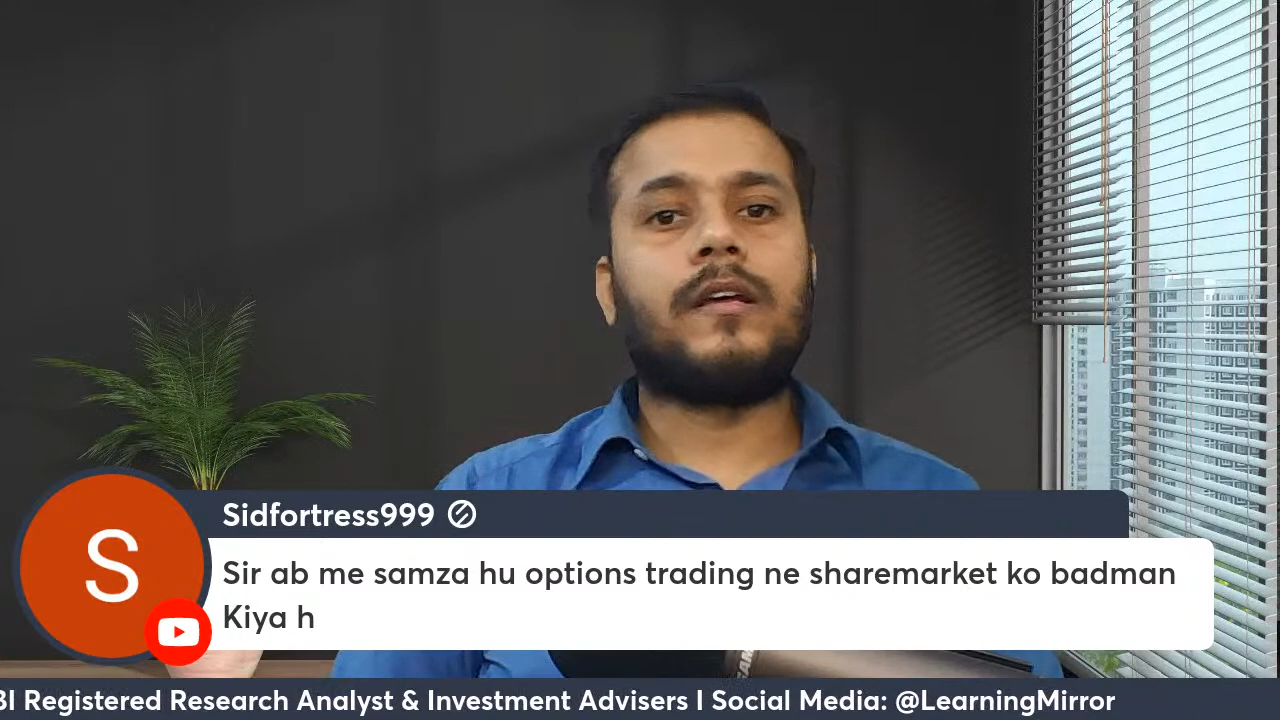 S
Sidfortress999
Sir ab me samza hu options trading ne sharemarket ko badman
Kiya h
BI Registered Research Analyst & Investment Advisers I Social Media: @LearningMirror